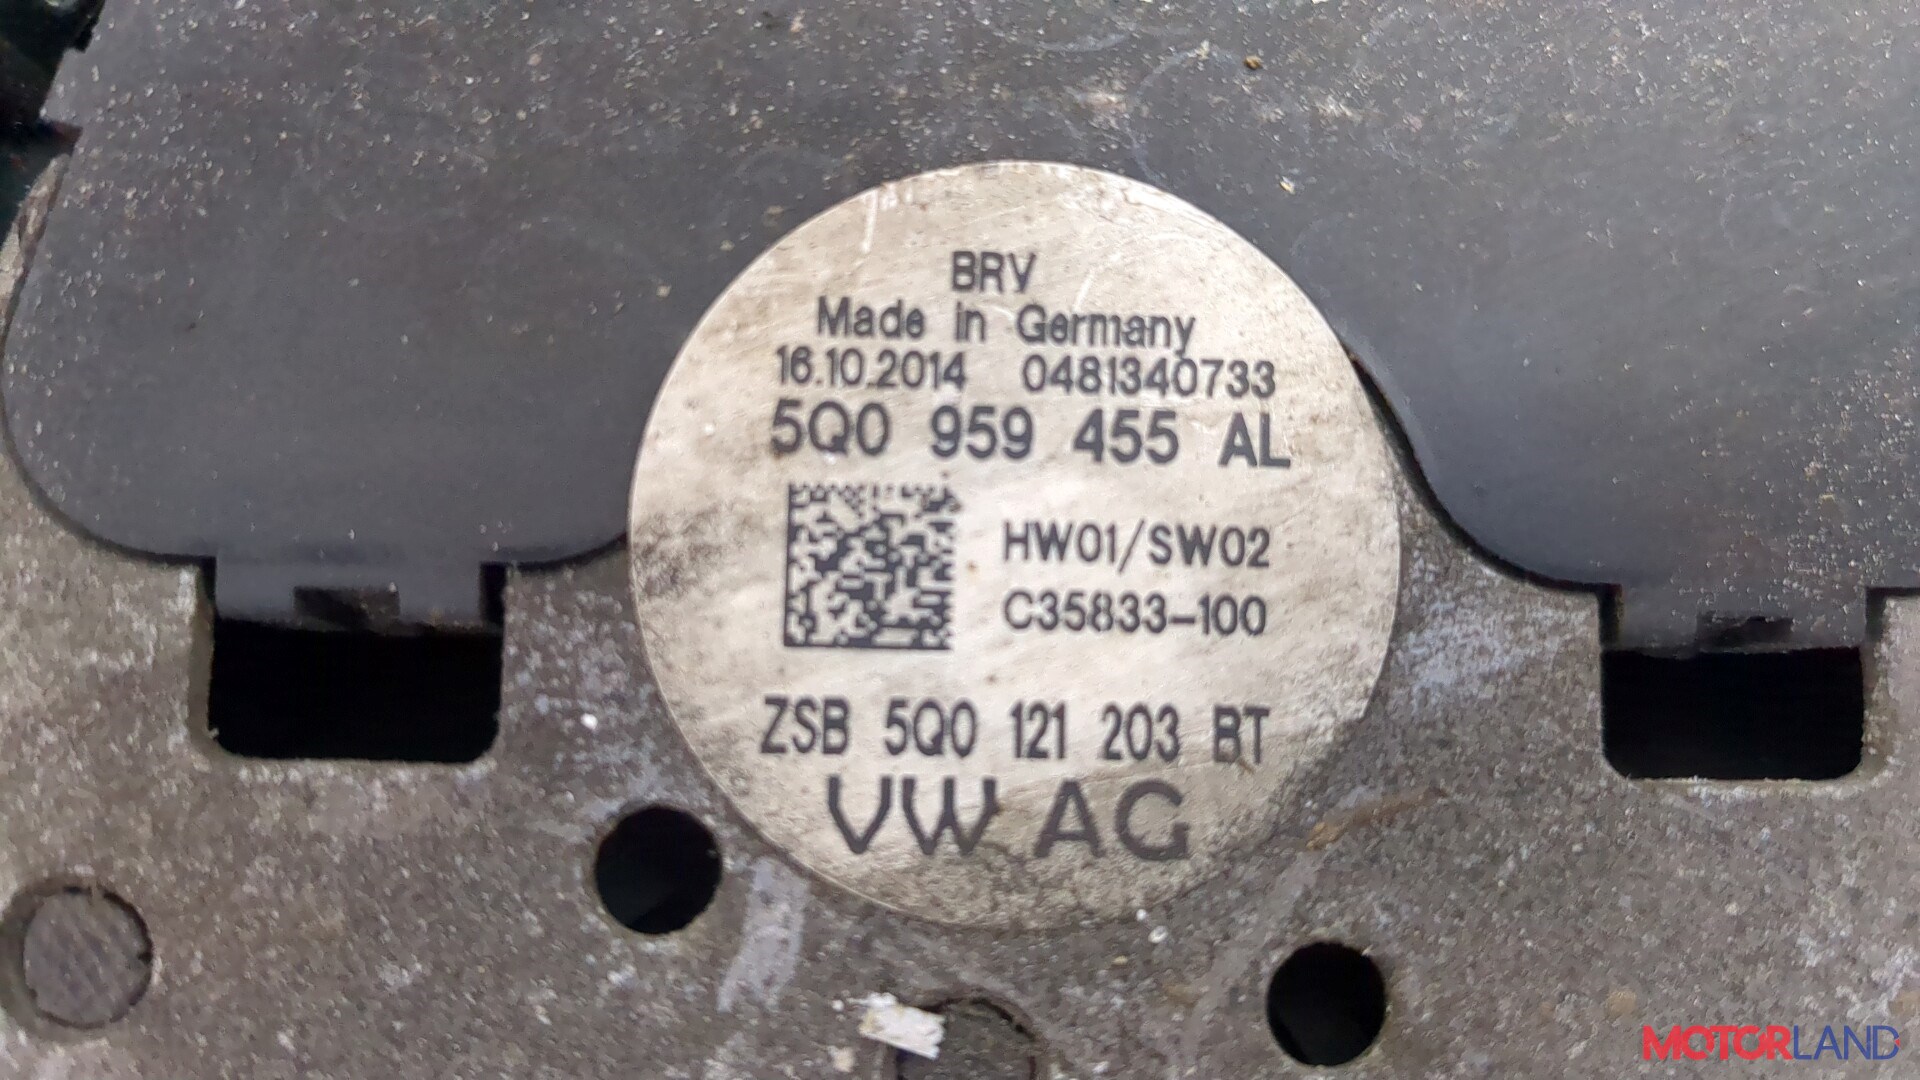 BRV
Made in Germany
16.10.2014 0481340733
5Q0 959 455 AL
HW01/SW02
C35833-100
ZSB 5Q0 121 203 BT
VW AG
MOTORLAND